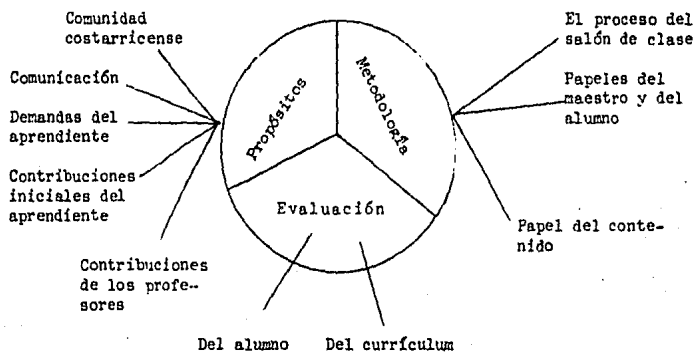 Comunidad
costarricense
Comunicación
Demandas del
aprendiente
Contribuciones
iniciales del
aprendiente
Contribuciones
de los profe-
sores
Propósitos
Metodología
Evaluación
El proceso del
salón de clase
Papeles del
maestro y del
alumno
Papel del conte-
nido
Del alumno
Del currículum